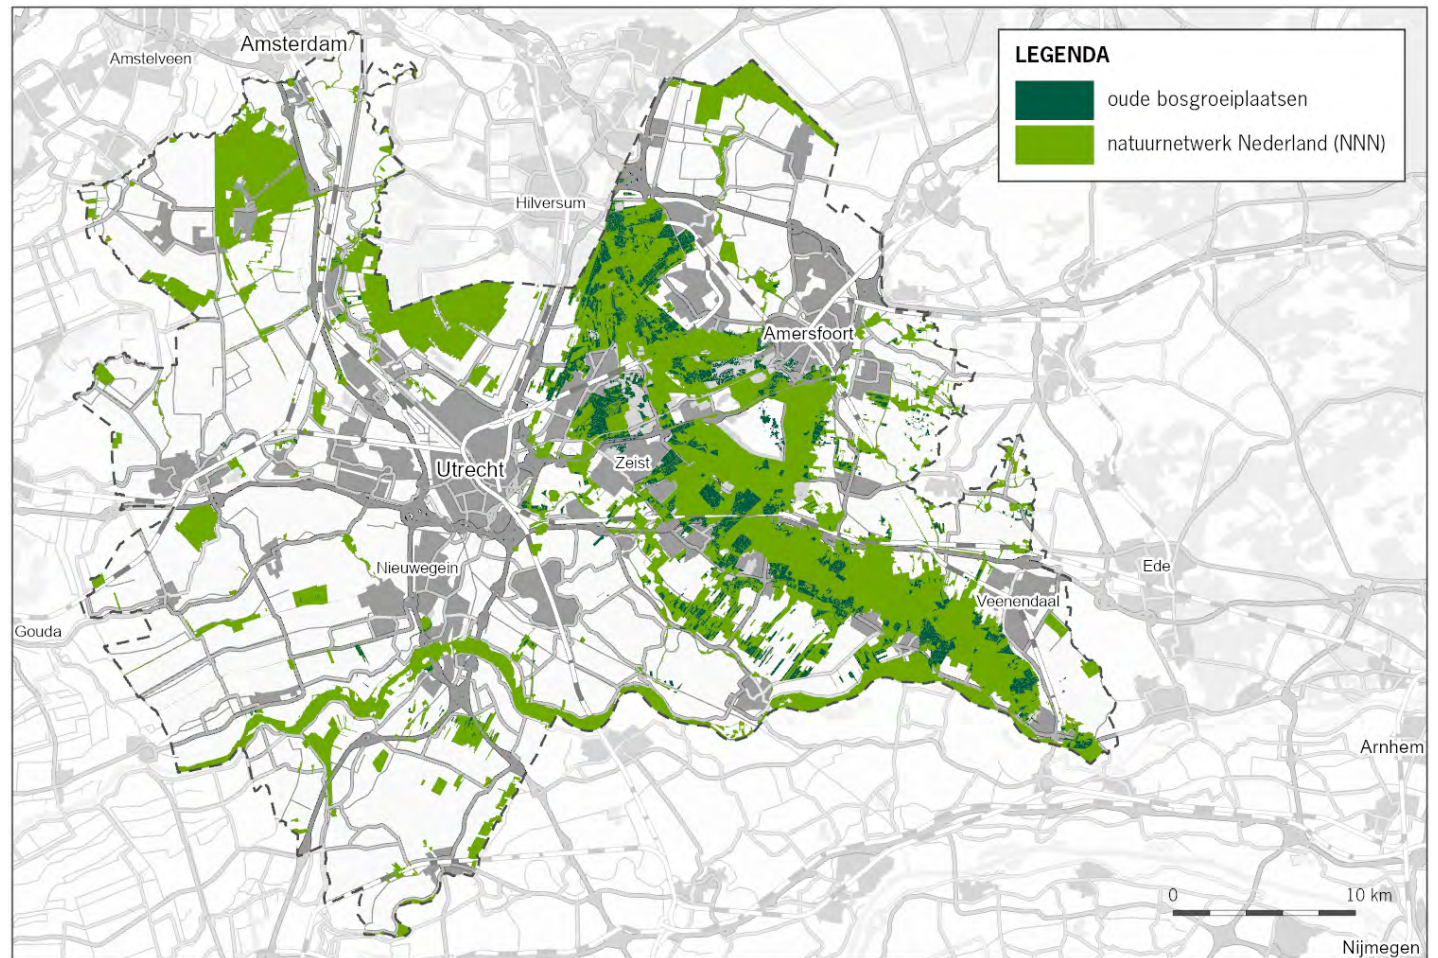 Amsterdam
Amstelveen
LEGENDA
oude bosgroeiplaatsen
natuurnetwerk Nederland (NNN)
Hilversum
Amersfoort
Utrecht
Zeist
Nieuwegein
Ede
Veenendaal
Gouda
Arnhem
0 10 km
Nijmegen